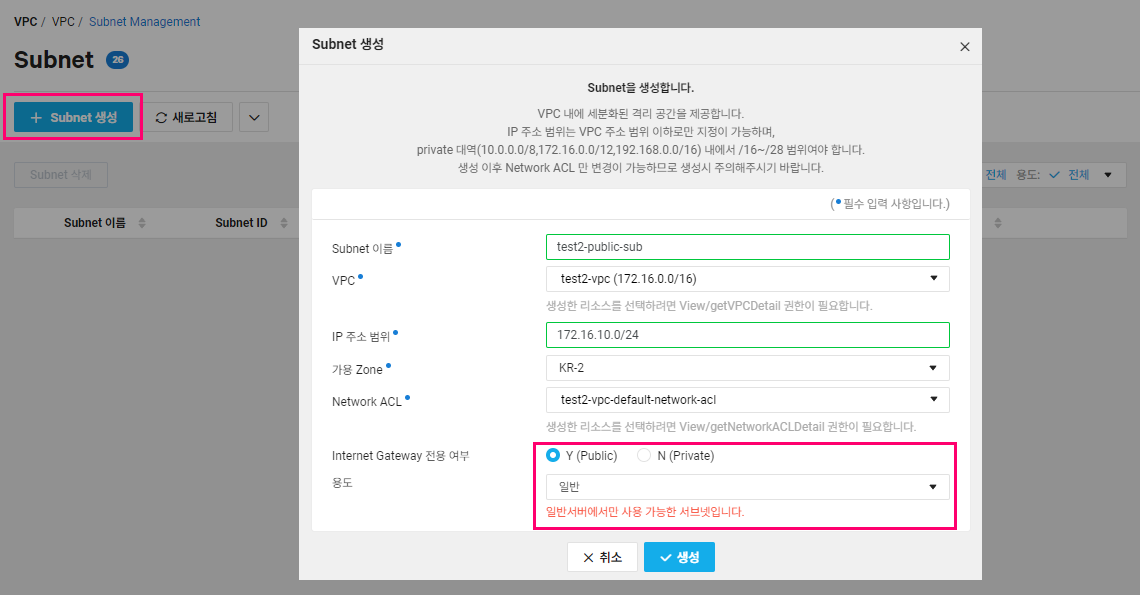 VPC / VPC / Subnet Management
Subnet 26
+ Subnet 생성
새로고침
Subnet 삭제
전체 용도: 전체
Subnet 이름
Subnet ID
Subnet 생성
Subnet을 생성합니다.
VPC 내에 세분화된 격리 공간을 제공합니다.
IP 주소 범위는 VPC 주소 범위 이하로만 지정이 가능하며,
private 대역(10.0.0.0/8,172.16.0.0/12,192.168.0.0/16) 내에서 /16~/28 범위여야 합니다.
생성 이후 Network ACL 만 변경이 가능하므로 생성시 주의해주시기 바랍니다.
(•필수 입력 사항입니다.)
Subnet 이름•
test2-public-sub
VPC•
test2-vpc (172.16.0.0/16)
생성한 리소스를 선택하려면 View/getVPCDetail 권한이 필요합니다.
IP 주소 범위•
172.16.10.0/24
가용 Zone•
KR-2
Network ACL•
test2-vpc-default-network-acl
생성한 리소스를 선택하려면 View/getNetworkACLDetail 권한이 필요합니다.
Internet Gateway 전용 여부
Y (Public) N (Private)
용도
일반
일반서버에서만 사용 가능한 서브넷입니다.
취소
생성